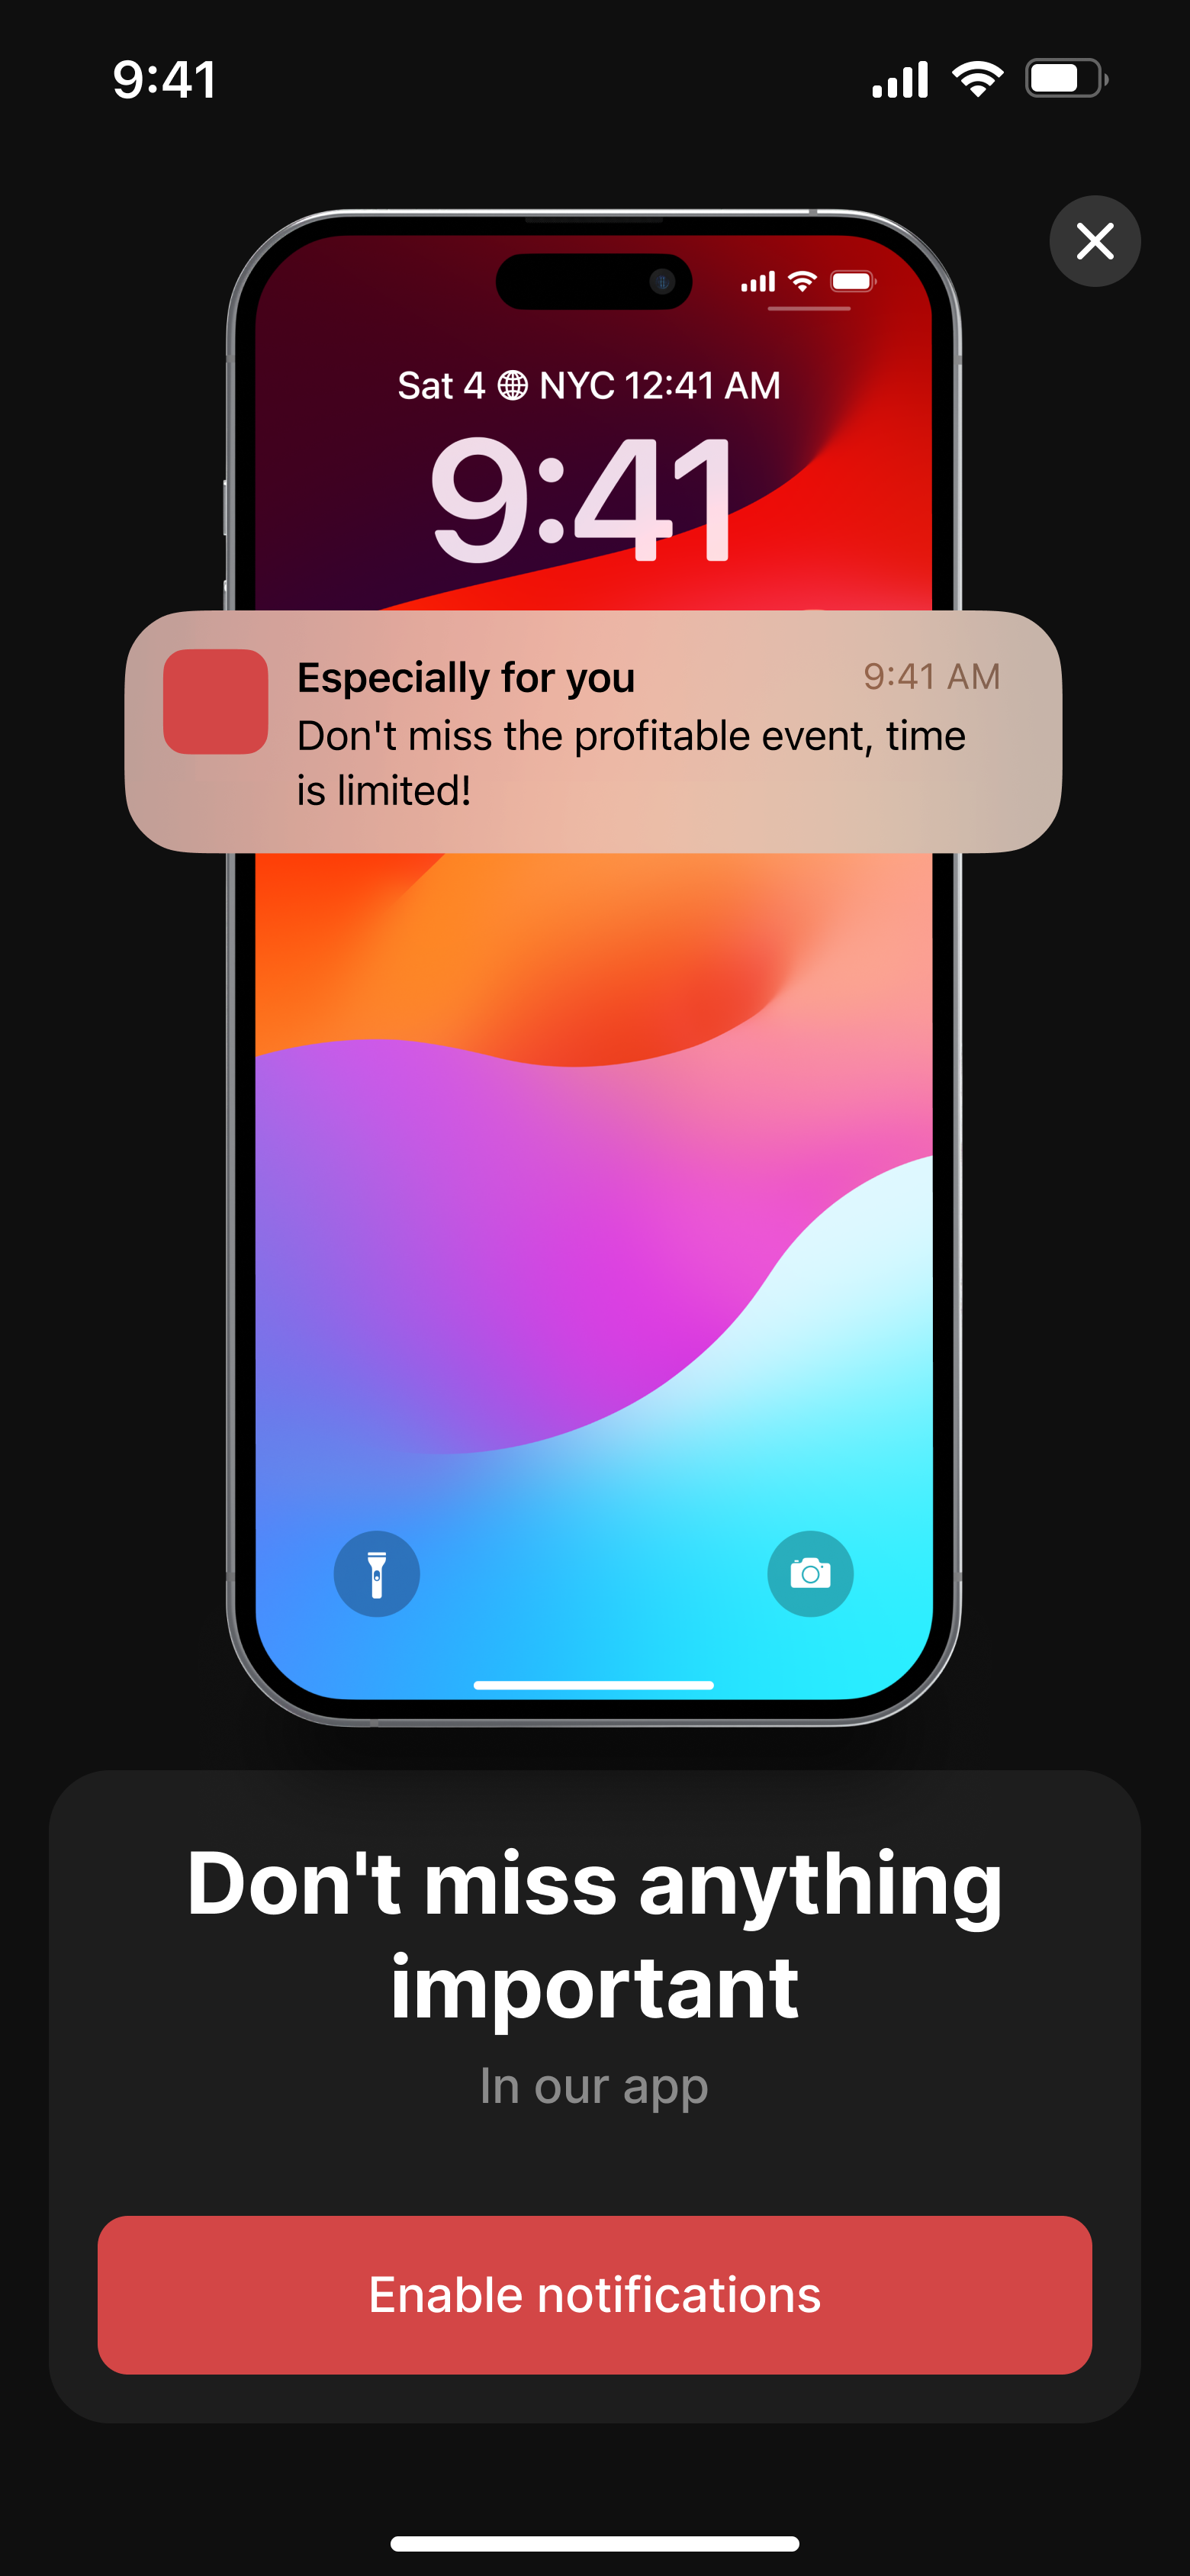 9:41
Sat 4 NYC 12:41 AM
9:41
Especially for you 9:41 AM
Don't miss the profitable event, time
is limited!
Don't miss anything
important
In our app
Enable notifications